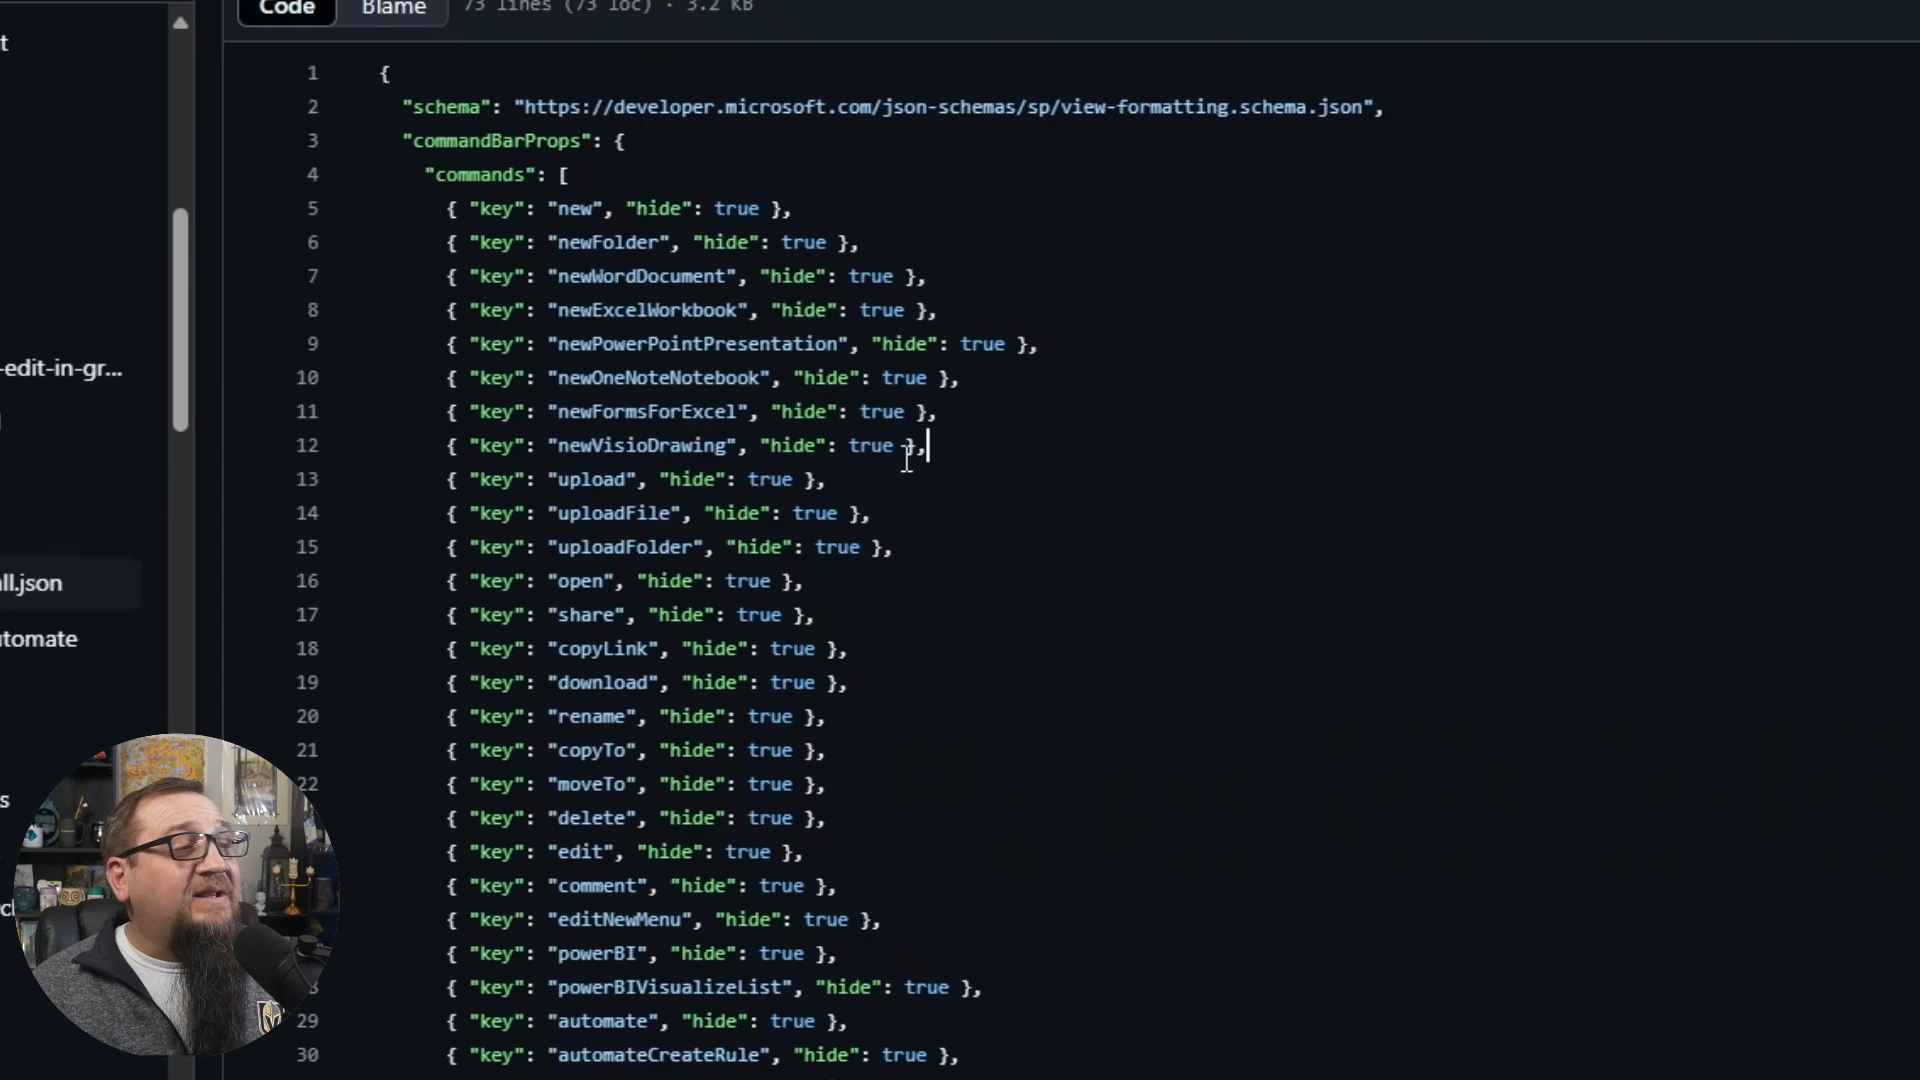 Code Blame 73 lines (73 loc) · 3.2 KB
t
1 {
2 "schema": "https://developer.microsoft.com/json-schemas/sp/view-formatting.schema.json",
3 "commandBarProps": {
4 "commands": [
5 { "key": "new", "hide": true },
6 { "key": "newFolder", "hide": true },
7 { "key": "newWordDocument", "hide": true },
8 { "key": "newExcelWorkbook", "hide": true },
9 { "key": "newPowerPointPresentation", "hide": true },
-edit-in-gr...
10 { "key": "newOneNoteNotebook", "hide": true },
11 { "key": "newFormsForExcel", "hide": true },
12 { "key": "newVisioDrawing", "hide": true },
13 { "key": "upload", "hide": true },
14 { "key": "uploadFile", "hide": true },
15 { "key": "uploadFolder", "hide": true },
16 { "key": "open", "hide": true },
ll.json
17 { "key": "share", "hide": true },
utomate
18 { "key": "copyLink", "hide": true },
19 { "key": "download", "hide": true },
20 { "key": "rename", "hide": true },
21 { "key": "copyTo", "hide": true },
22 { "key": "moveTo", "hide": true },
s
{ "key": "delete", "hide": true },
{ "key": "edit", "hide": true },
{ "key": "comment", "hide": true },
{ "key": "editNewMenu", "hide": true },
{ "key": "powerBI", "hide": true },
{ "key": "powerBIVisualizeList", "hide": true },
29 { "key": "automate", "hide": true },
30 { "key": "automateCreateRule", "hide": true },